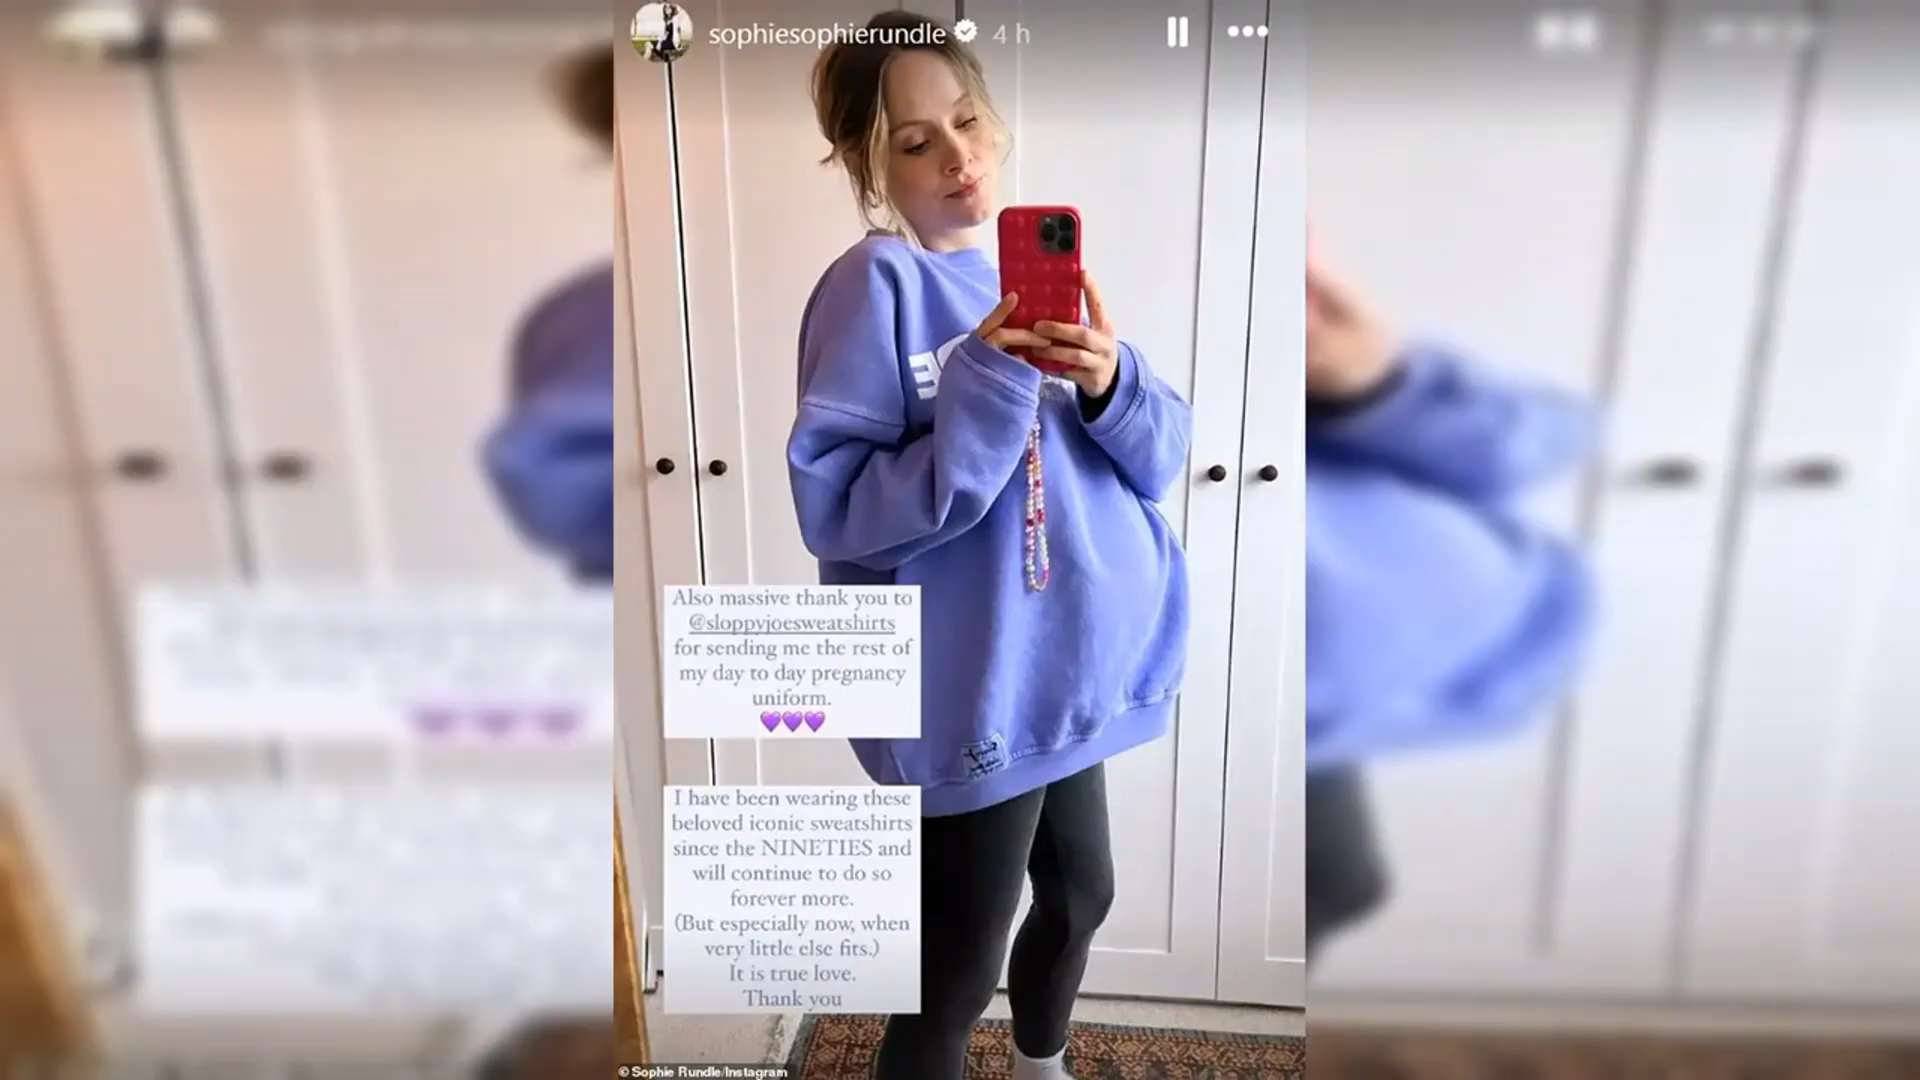 sophiesophierundle 4 h
Also massive thank you to
@sloppyjoesweatshirts
for sending me the rest of
my day to day pregnancy
uniform.
💜💜💜
I have been wearing these
beloved iconic sweatshirts
since the NINETIES and
will continue to do so
forever more.
(But especially now, when
very little else fits.)
It is true love.
Thank you
© Sophie Rundle/Instagram